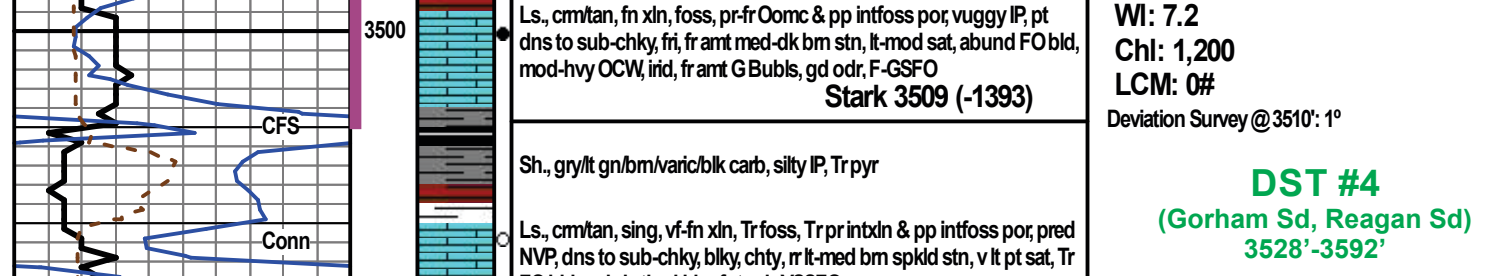 3500
CFS
Conn
Ls., crm/tan, fn xln, foss, pr-fr Oomc & pp intfoss por, vuggy IP, pt
dns to sub-chky, fri, fr amt med-dk brn stn, lt-mod sat, abund FO bld,
mod-hvy OCW, irid, fr amt G Bubls, gd odr, F-GSFO
Stark 3509 (-1393)
Sh., gry/lt gn/brn/varic/blk carb, silty IP, Tr pyr
Ls., crm/tan, sing, vf-fn xln, Tr foss, Tr pr intxln & pp intfoss por, pred
NVP, dns to sub-chky, blky, chty, rr lt-med brn spkld stn, v lt pt sat, Tr
WI: 7.2
Chl: 1,200
LCM: 0#
Deviation Survey @ 3510': 1º
DST #4
(Gorham Sd, Reagan Sd)
3528'-3592'